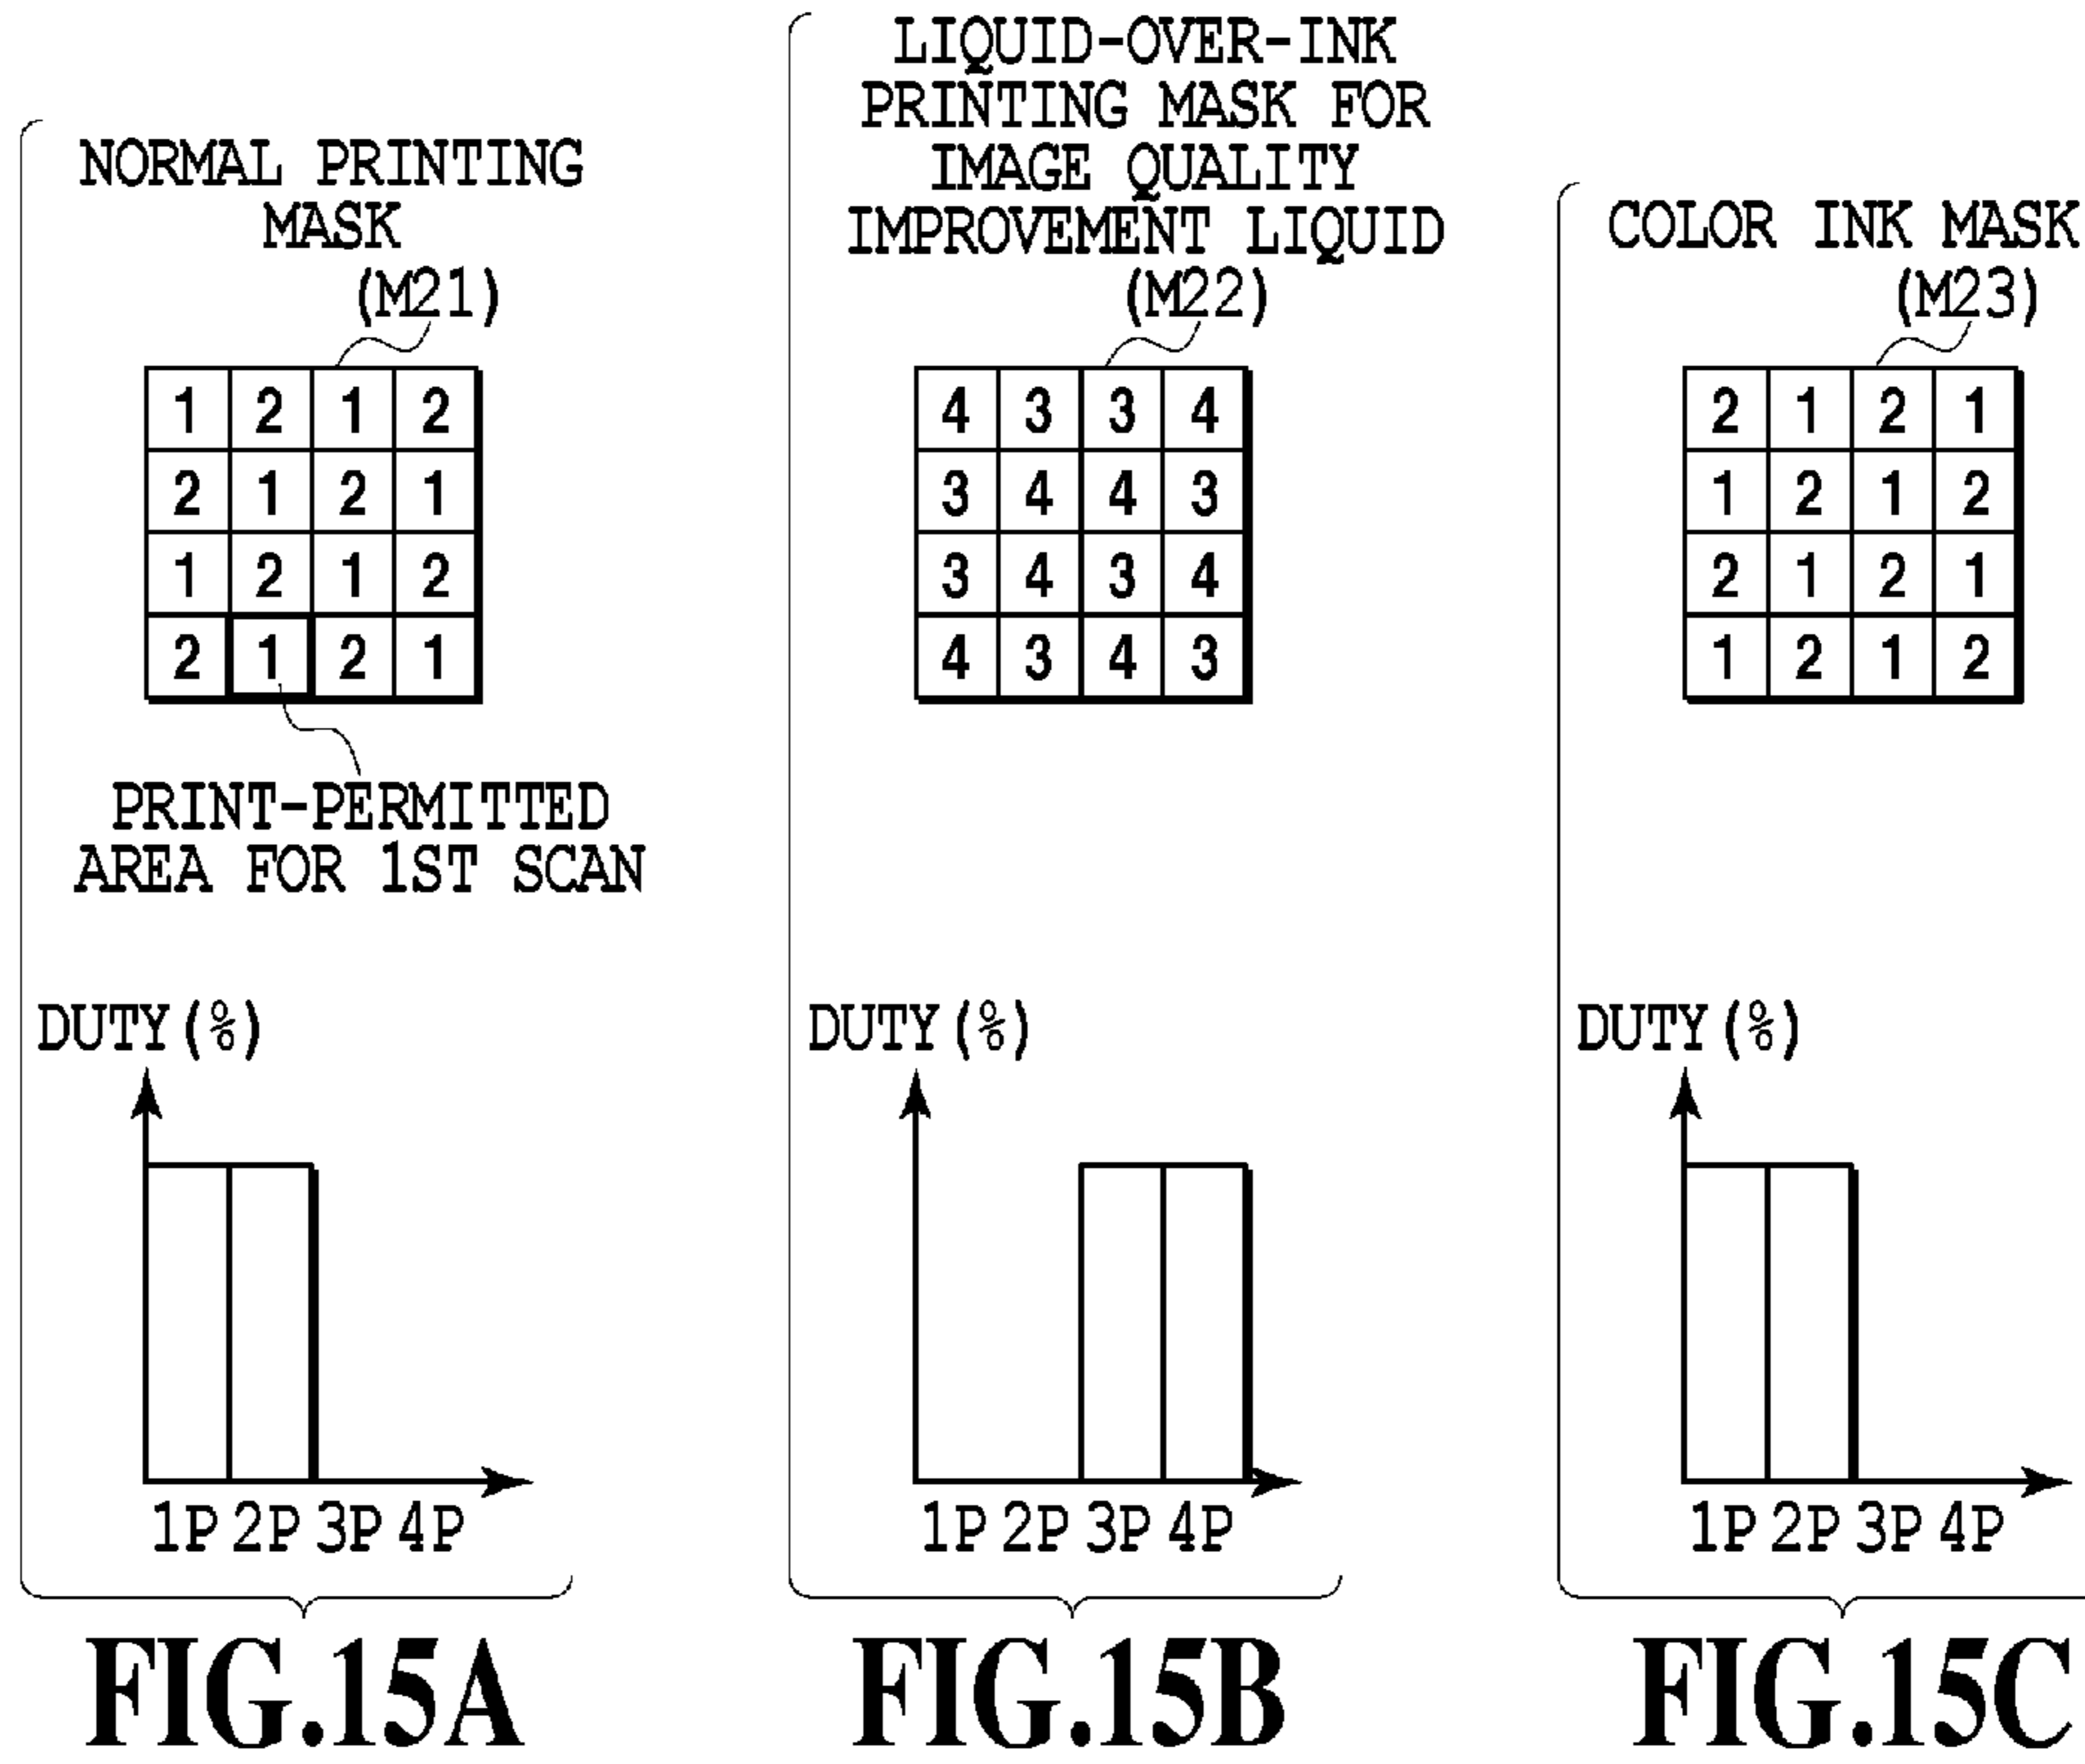 NORMAL PRINTING
MASK
(M21)
1 2 1 2
2 1 2 1
1 2 1 2
2 1 2 1
PRINT-PERMITTED
AREA FOR 1ST SCAN
DUTY(%)
1P 2P 3P 4P
FIG.15A
LIQUID-OVER-INK
PRINTING MASK FOR
IMAGE QUALITY
IMPROVEMENT LIQUID
(M22)
4 3 3 4
3 4 4 3
3 4 3 4
4 3 4 3
DUTY(%)
1P 2P 3P 4P
FIG.15B
COLOR INK MASK
(M23)
2 1 2 1
1 2 1 2
2 1 2 1
1 2 1 2
DUTY(%)
1P 2P 3P 4P
FIG.15C